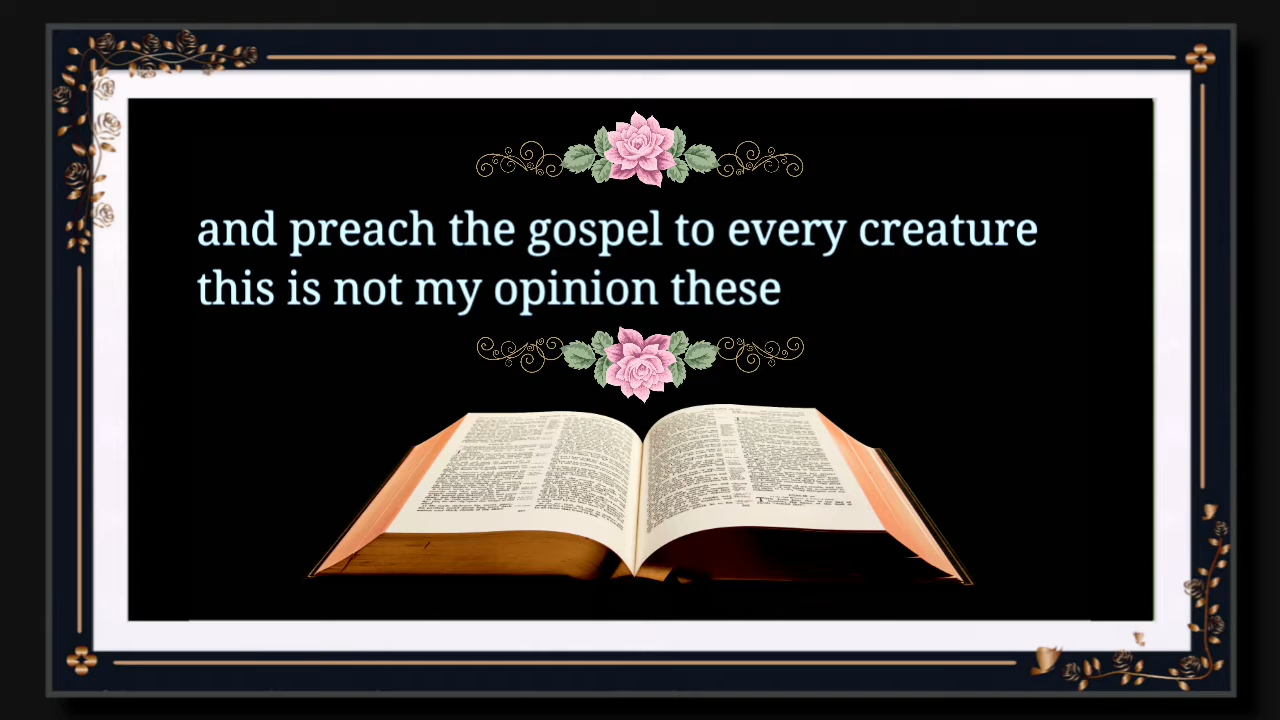 and preach the gospel to every creature
this is not my opinion these